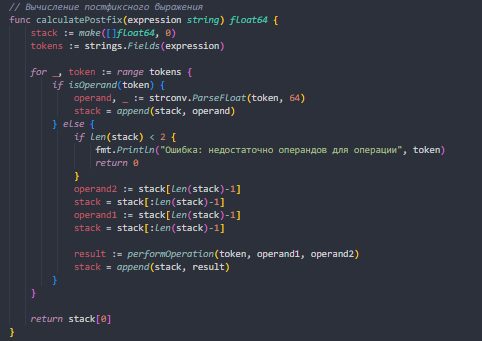 // Вычисление постфиксного быражения
func calculatePostfix(expression string) float64 {
    stack := make([]float64, 0)
    tokens := strings.Fields(expression)

    for _, token := range tokens {
        if isOperand(token) {
            operand, _ := strconv.ParseFloat(token, 64)
            stack = append(stack, operand)
        } else {
            if len(stack) < 2 {
                fmt.Println("Ошибка: недостаточно операндов для операции", token)
                return 0
            }
            operand2 := stack[len(stack)-1]
            stack = stack[:len(stack)-1]
            operand1 := stack[len(stack)-1]
            stack = stack[:len(stack)-1]

            result := performOperation(token, operand1, operand2)
            stack = append(stack, result)
        }
    }

    return stack[0]
}